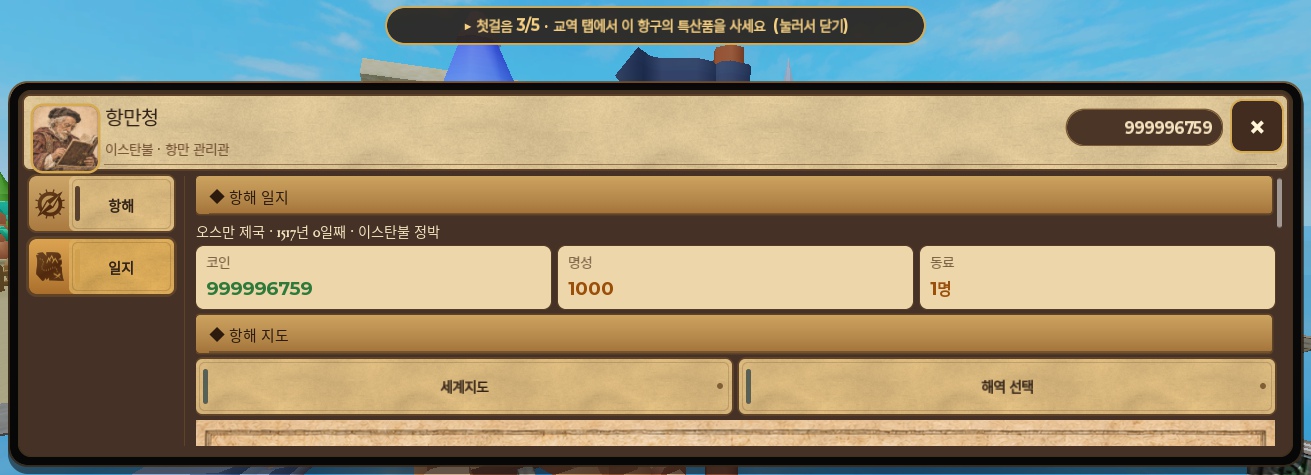 ▸ 첫걸음 3/5 · 교역 탭에서 이 항구의 특산품을 사세요 (눌러서 닫기)
항만청
이스탄불 · 항만 관리관
999996759
×
항해
일지
◆ 항해 일지
오스만 제국 · 1517년 0일째 · 이스탄불 정박
코인
999996759
명성
1000
동료
1명
◆ 항해 지도
세계지도
해역 선택